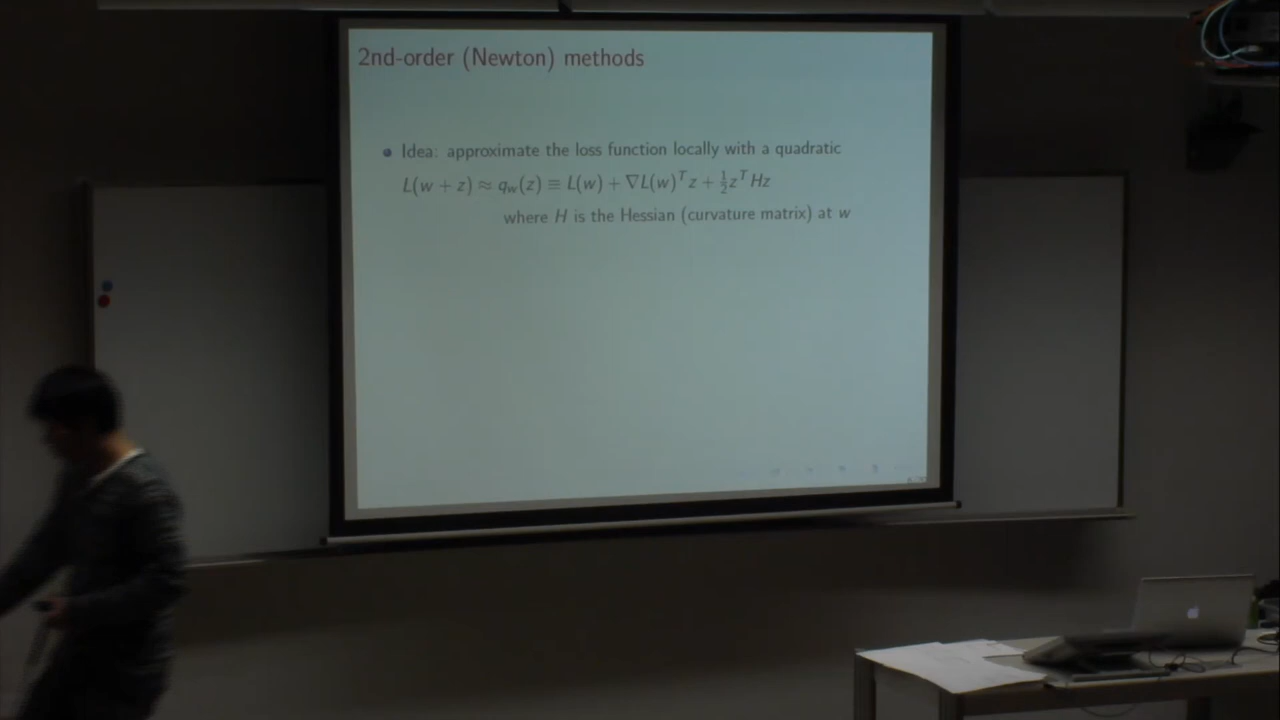 2nd-order (Newton) methods
Idea: approximate the loss function locally with a quadratic
L(w + z) ≈ q_w(z) ≡ L(w) + ∇L(w)^T z + ½z^T Hz
where H is the Hessian (curvature matrix) at w